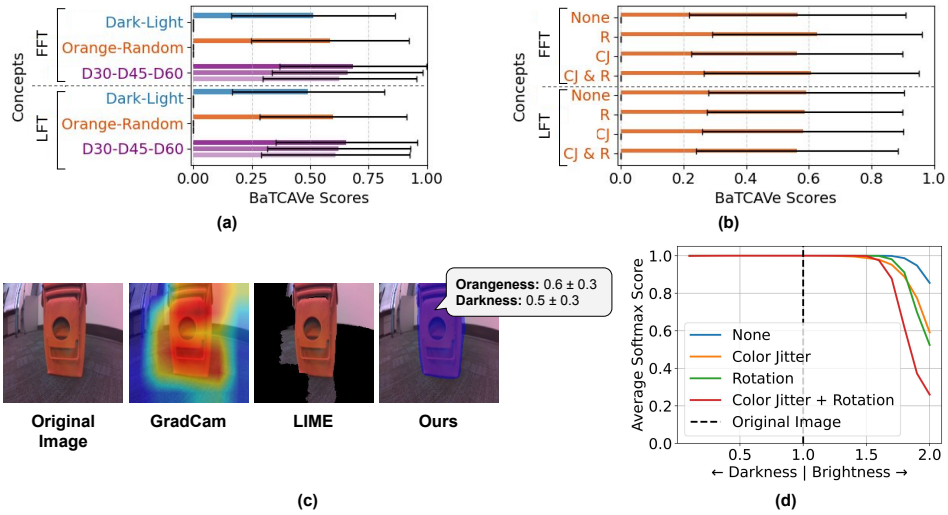 Concepts
FFT
LFT
Dark-Light
Orange-Random
D30-D45-D60
Dark-Light
Orange-Random
D30-D45-D60
0.00 0.25 0.50 0.75 1.00
BaTCAVe Scores
(a)
Concepts
FFT
LFT
None
R
CJ
CJ & R
None
R
CJ
CJ & R
0.0 0.2 0.4 0.6 0.8 1.0
BaTCAVe Scores
(b)
Orangeness: 0.6 ± 0.3
Darkness: 0.5 ± 0.3
Original
Image
GradCam
LIME
Ours
(c)
Average Softmax Score
1.0
0.8
0.6
0.4
0.2
0.0
None
Color Jitter
Rotation
Color Jitter + Rotation
Original Image
0.5 1.0 1.5 2.0
← Darkness | Brightness →
(d)